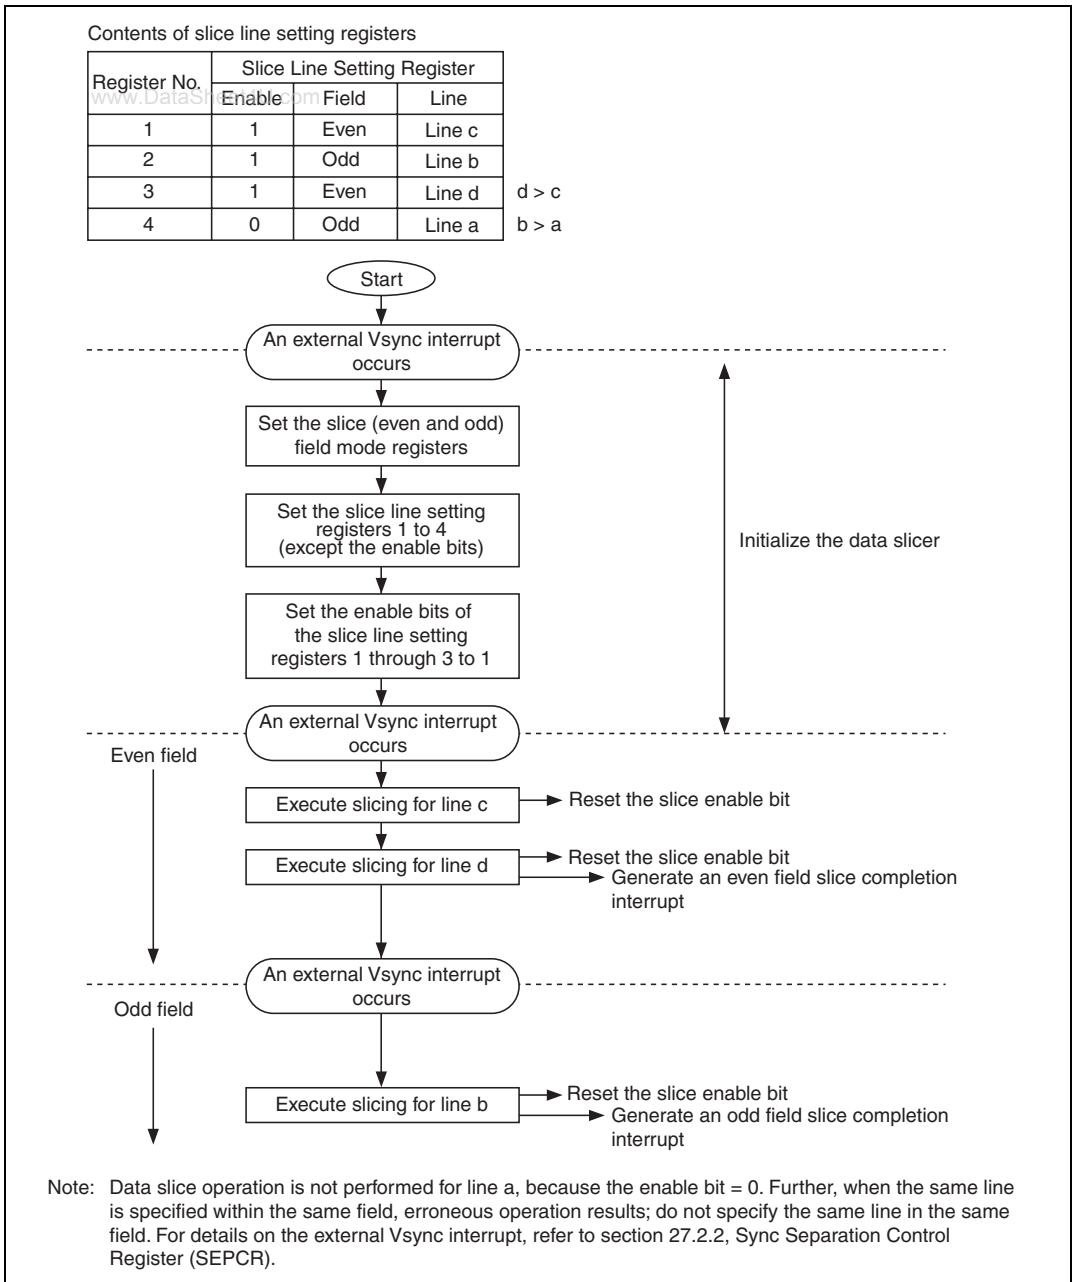 Contents of slice line setting registers
Register No. Slice Line Setting Register
www.DataSheet4U.com
Enable Field Line
1 1 Even Line c
2 1 Odd Line b
3 1 Even Line d d > c
4 0 Odd Line a b > a
Start
An external Vsync interrupt
occurs
Set the slice (even and odd)
field mode registers
Set the slice line setting
registers 1 to 4
(except the enable bits)
Initialize the data slicer
Set the enable bits of
the slice line setting
registers 1 through 3 to 1
An external Vsync interrupt
occurs
Even field
Execute slicing for line c
Reset the slice enable bit
Execute slicing for line d
Reset the slice enable bit
Generate an even field slice completion
interrupt
An external Vsync interrupt
occurs
Odd field
Execute slicing for line b
Reset the slice enable bit
Generate an odd field slice completion
interrupt
Note: Data slice operation is not performed for line a, because the enable bit = 0. Further, when the same line
is specified within the same field, erroneous operation results; do not specify the same line in the same
field. For details on the external Vsync interrupt, refer to section 27.2.2, Sync Separation Control
Register (SEPCR).